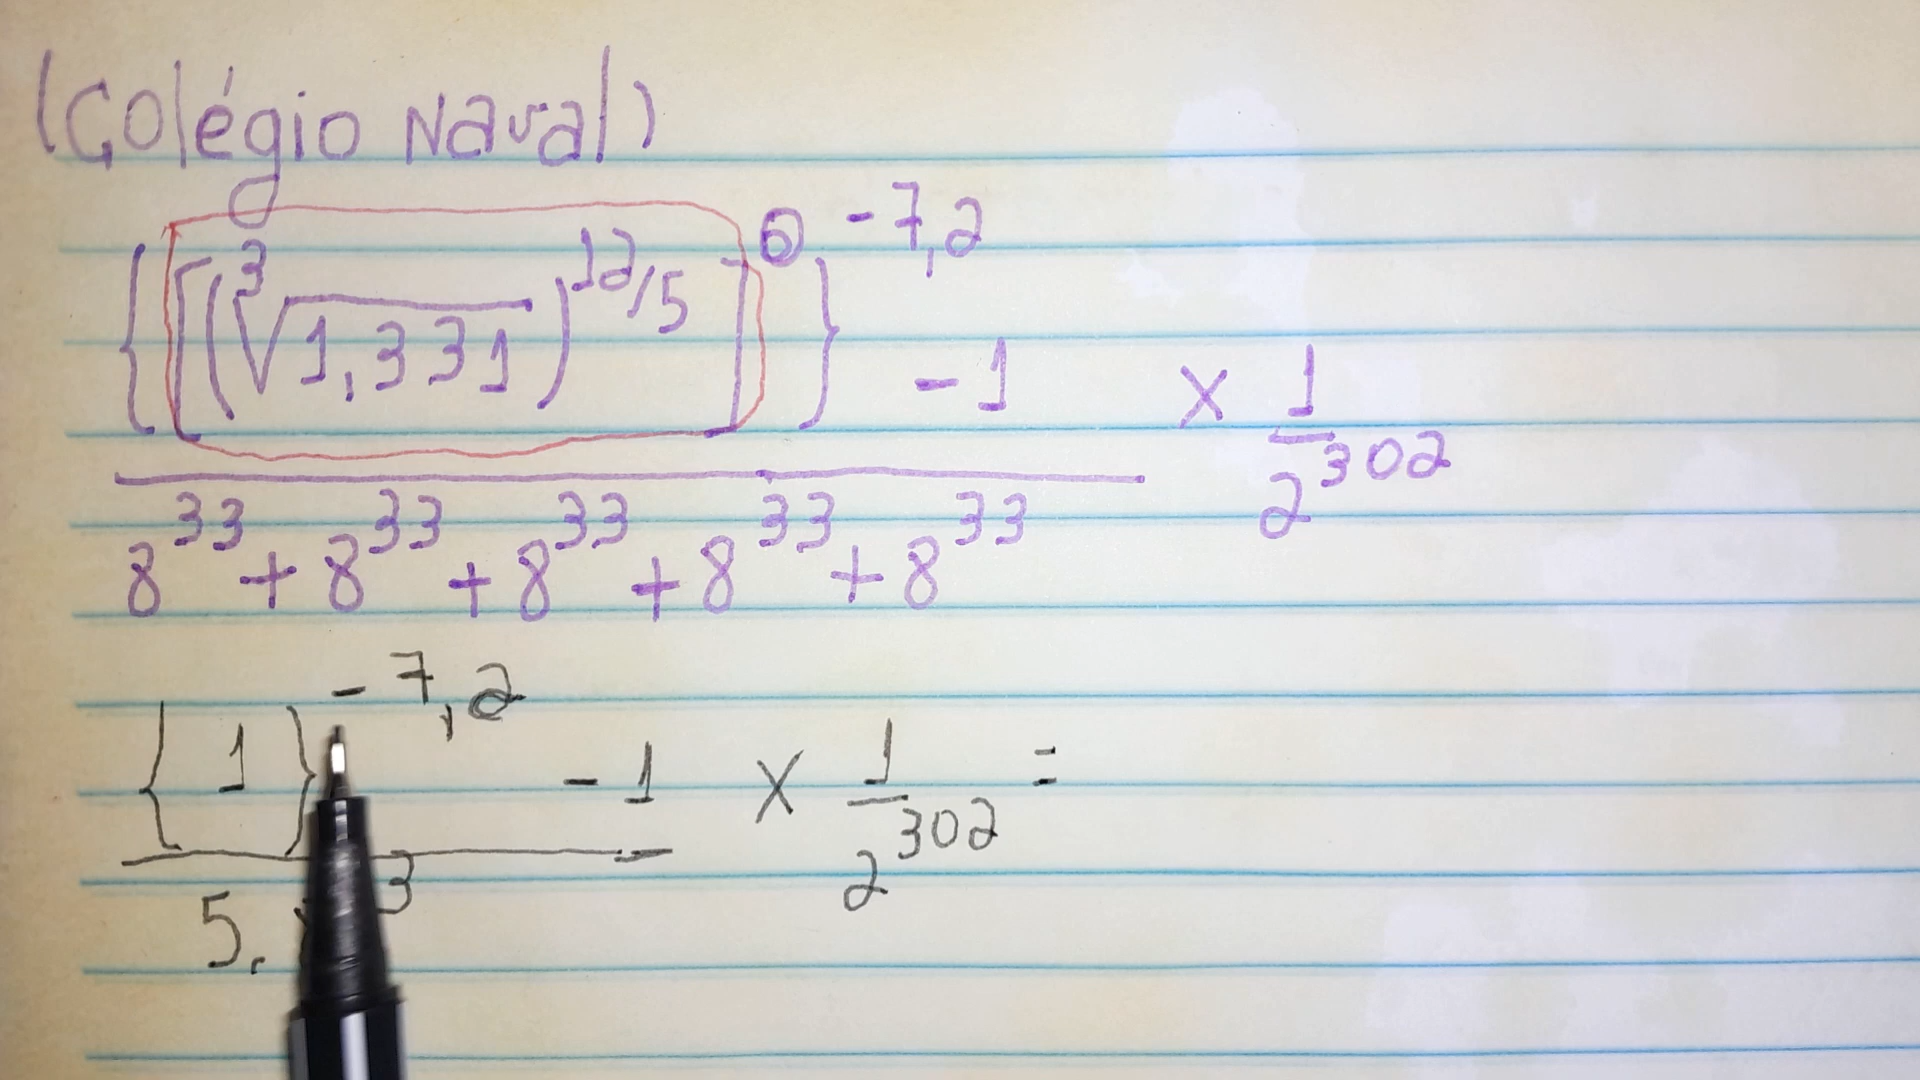 (Colégio Naval)
{[(∛1,331)^12/5]^0}^-7,2 - 1 x 1/2^302
8^33 + 8^33 + 8^33 + 8^33 + 8^33
{1}^-7,2 - 1 x 1/2^302 =
5. 3